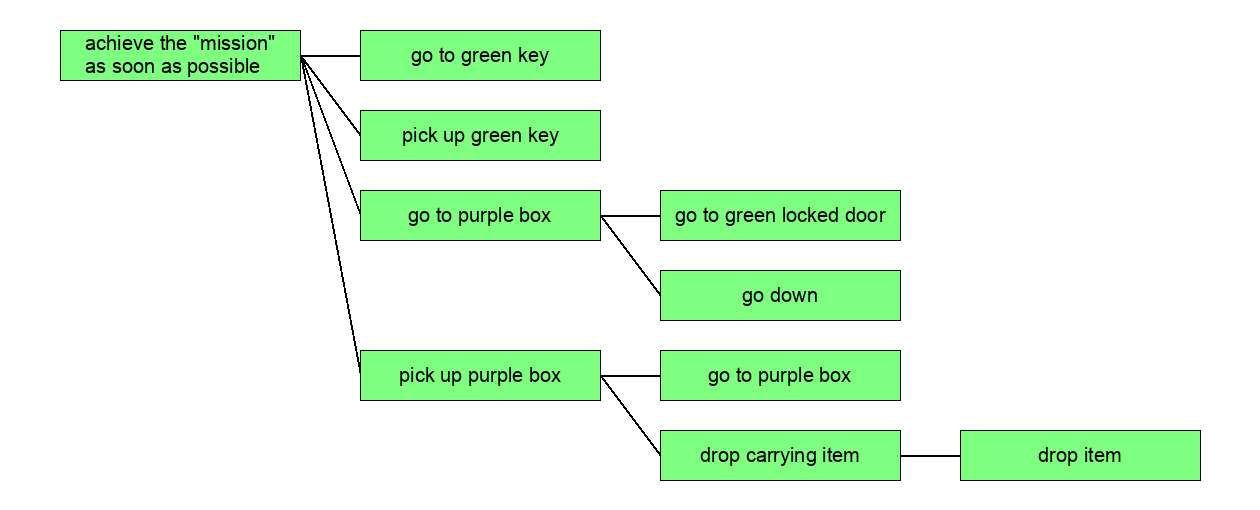 achieve the "mission"
as soon as possible
go to green key
pick up green key
go to purple box
go to green locked door
go down
pick up purple box
go to purple box
drop carrying item
drop item